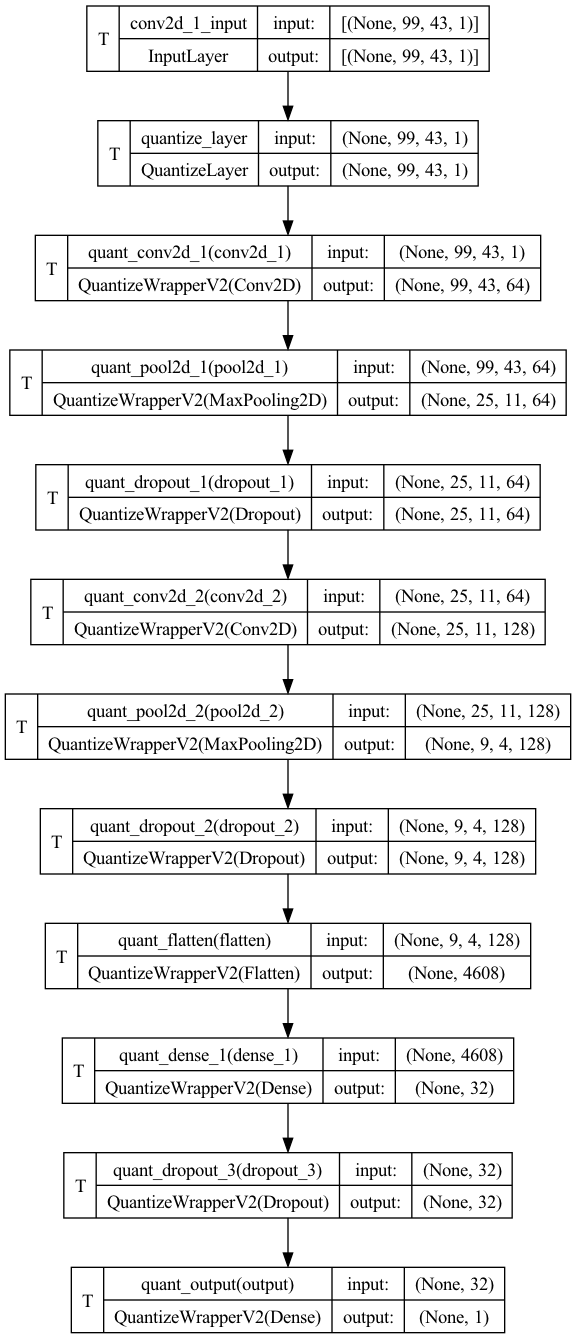 T conv2d_1_input input: [(None, 99, 43, 1)]
InputLayer output: [(None, 99, 43, 1)]
T quantize_layer input: (None, 99, 43, 1)
QuantizeLayer output: (None, 99, 43, 1)
T quant_conv2d_1(conv2d_1) input: (None, 99, 43, 1)
QuantizeWrapperV2(Conv2D) output: (None, 99, 43, 64)
T quant_pool2d_1(pool2d_1) input: (None, 99, 43, 64)
QuantizeWrapperV2(MaxPooling2D) output: (None, 25, 11, 64)
T quant_dropout_1(dropout_1) input: (None, 25, 11, 64)
QuantizeWrapperV2(Dropout) output: (None, 25, 11, 64)
T quant_conv2d_2(conv2d_2) input: (None, 25, 11, 64)
QuantizeWrapperV2(Conv2D) output: (None, 25, 11, 128)
T quant_pool2d_2(pool2d_2) input: (None, 25, 11, 128)
QuantizeWrapperV2(MaxPooling2D) output: (None, 9, 4, 128)
T quant_dropout_2(dropout_2) input: (None, 9, 4, 128)
QuantizeWrapperV2(Dropout) output: (None, 9, 4, 128)
T quant_flatten(flatten) input: (None, 9, 4, 128)
QuantizeWrapperV2(Flatten) output: (None, 4608)
T quant_dense_1(dense_1) input: (None, 4608)
QuantizeWrapperV2(Dense) output: (None, 32)
T quant_dropout_3(dropout_3) input: (None, 32)
QuantizeWrapperV2(Dropout) output: (None, 32)
T quant_output(output) input: (None, 32)
QuantizeWrapperV2(Dense) output: (None, 1)